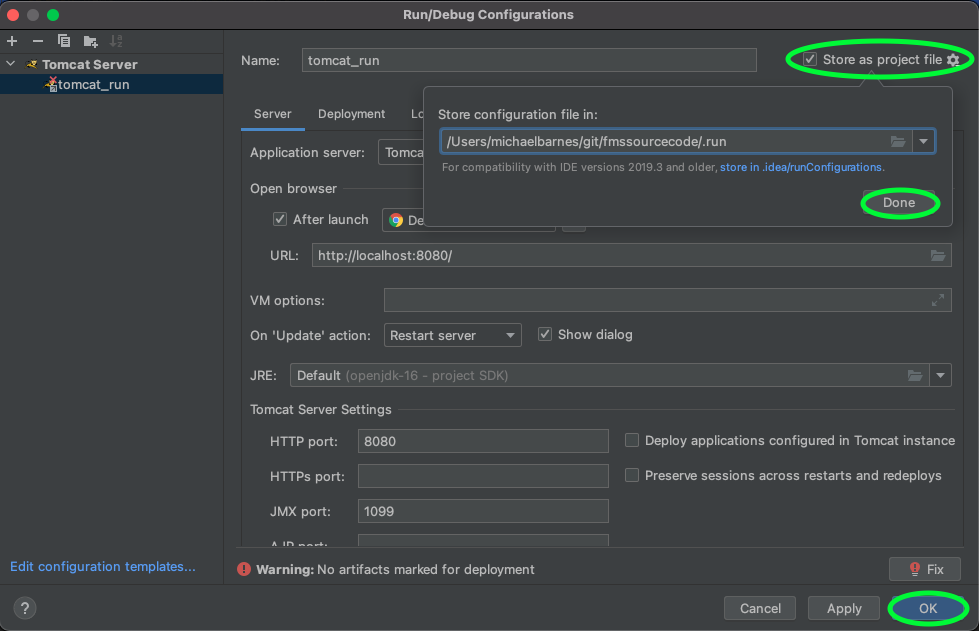 Run/Debug Configurations
Tomcat Server
tomcat_run
Name: tomcat_run
Store as project file
Server Deployment Lo
Store configuration file in:
/Users/michaelbarnes/git/fmssourcecode/.run
For compatibility with IDE versions 2019.3 and older, store in .idea/runConfigurations.
Done
Application server: Tomca
Open browser
After launch De
URL: http://localhost:8080/
VM options:
On 'Update' action: Restart server Show dialog
JRE: Default (openjdk-16 - project SDK)
Tomcat Server Settings
HTTP port: 8080 Deploy applications configured in Tomcat instance
HTTPs port: Preserve sessions across restarts and redeploys
JMX port: 1099
AJP port:
Edit configuration templates...
Warning: No artifacts marked for deployment
Fix
? Cancel Apply OK